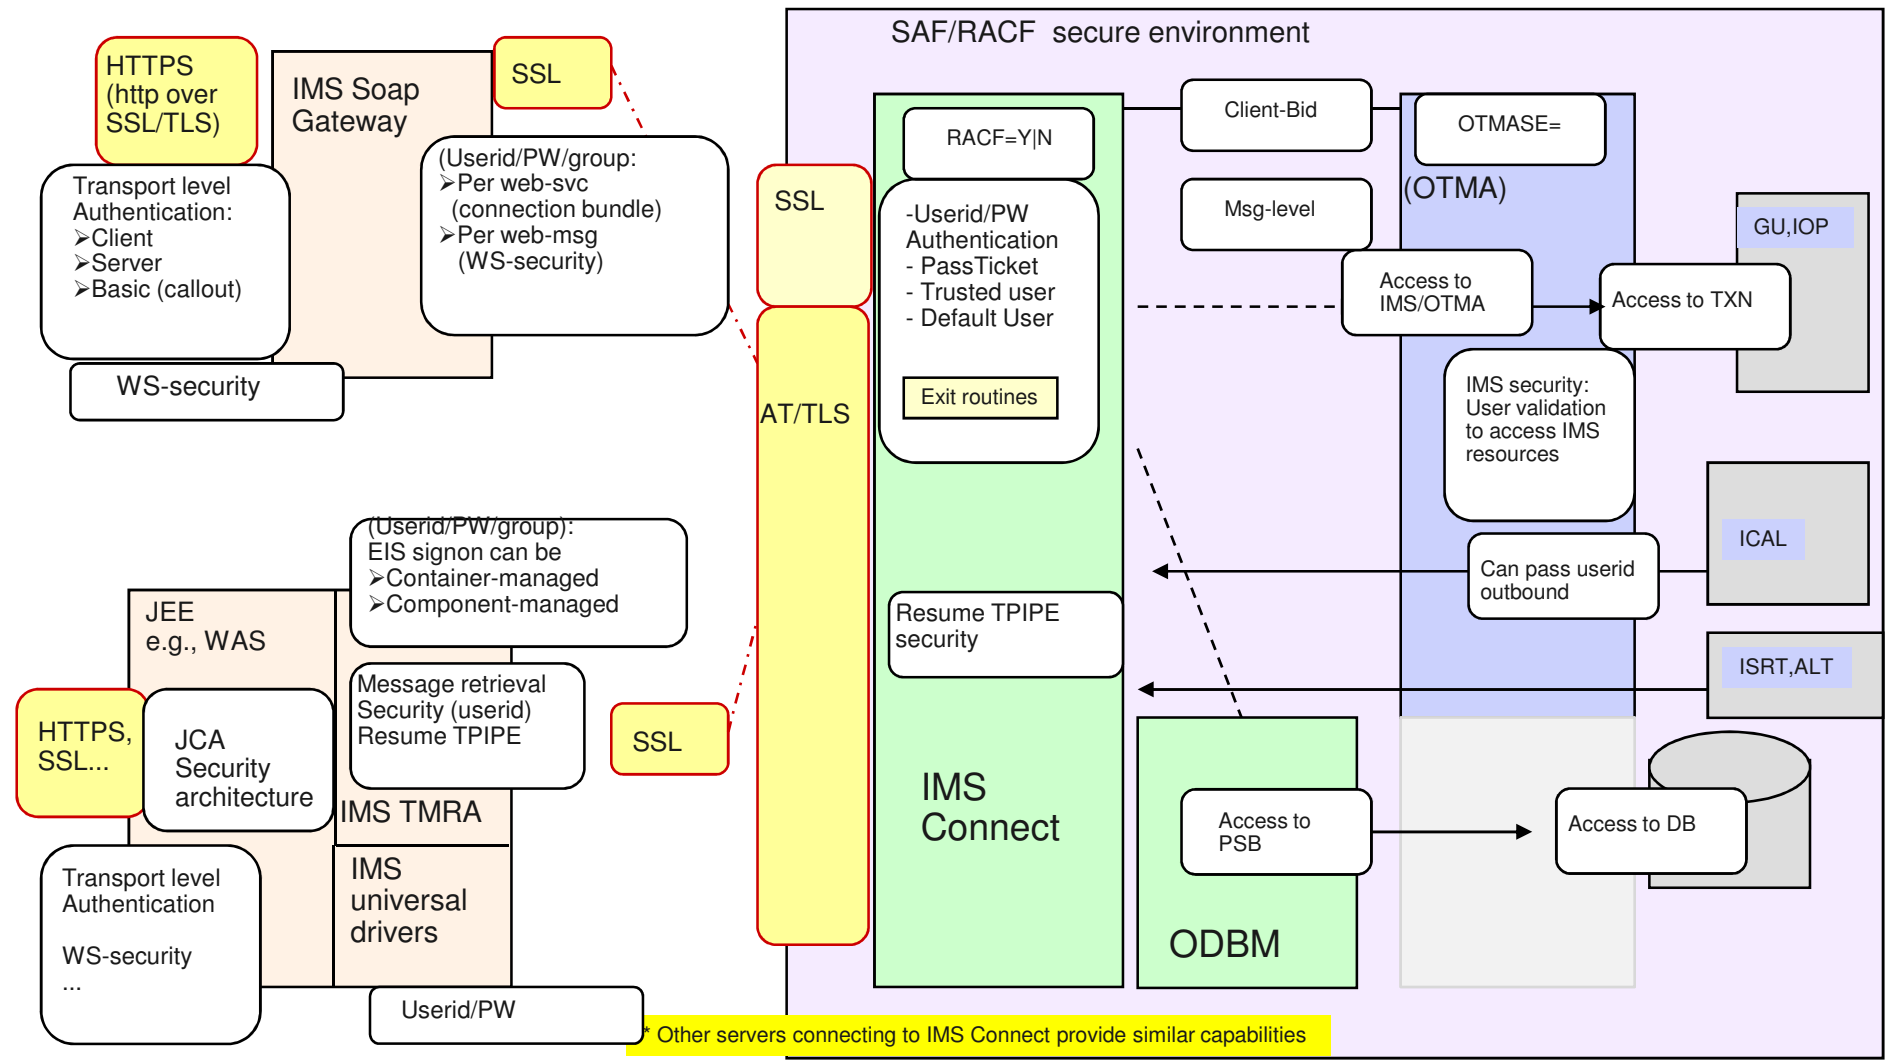 SAF/RACF secure environment
HTTPS
(http over
SSL/TLS)
IMS Soap
Gateway
SSL
Transport level
Authentication:
➢Client
➢Server
➢Basic (callout)
(Userid/PW/group:
➢Per web-svc
(connection bundle)
➢Per web-msg
(WS-security)
WS-security
SSL
AT/TLS
RACF=Y|N
-Userid/PW
Authentication
- PassTicket
- Trusted user
- Default User
Exit routines
Client-Bid
OTMASE=
(OTMA)
Msg-level
Access to
IMS/OTMA
Access to TXN
GU,IOP
IMS security:
User validation
to access IMS
resources
ICAL
Can pass userid
outbound
ISRT,ALT
Resume TPIPE
security
(Userid/PW/group):
EIS signon can be
➢Container-managed
➢Component-managed
JEE
e.g., WAS
Message retrieval
Security (userid)
Resume TPIPE
HTTPS,
SSL...
JCA
Security
architecture
SSL
IMS TMRA
IMS
universal
drivers
Transport level
Authentication
WS-security
...
Userid/PW
IMS
Connect
Access to
PSB
ODBM
Access to DB
* Other servers connecting to IMS Connect provide similar capabilities